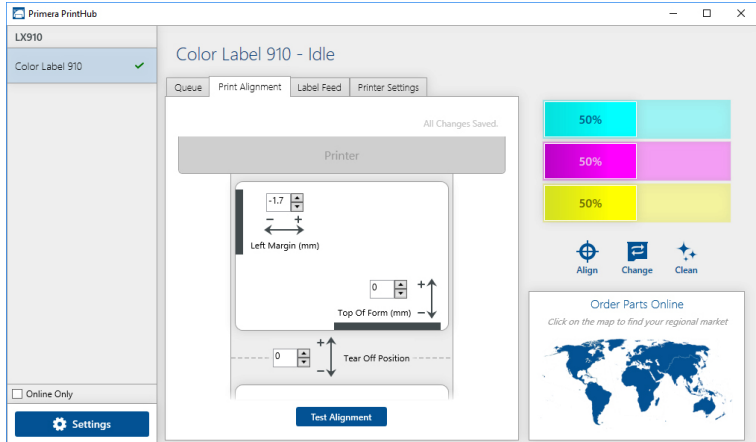 Primera PrintHub
LX910
Color Label 910
Color Label 910 - Idle
Queue Print Alignment Label Feed Printer Settings
All Changes Saved.
Printer
-1.7
- +
Left Margin (mm)
0 +
Top Of Form (mm) -
+
0 Tear Off Position
-
Test Alignment
50%
50%
50%
Align Change Clean
Order Parts Online
Click on the map to find your regional market
Online Only
Settings